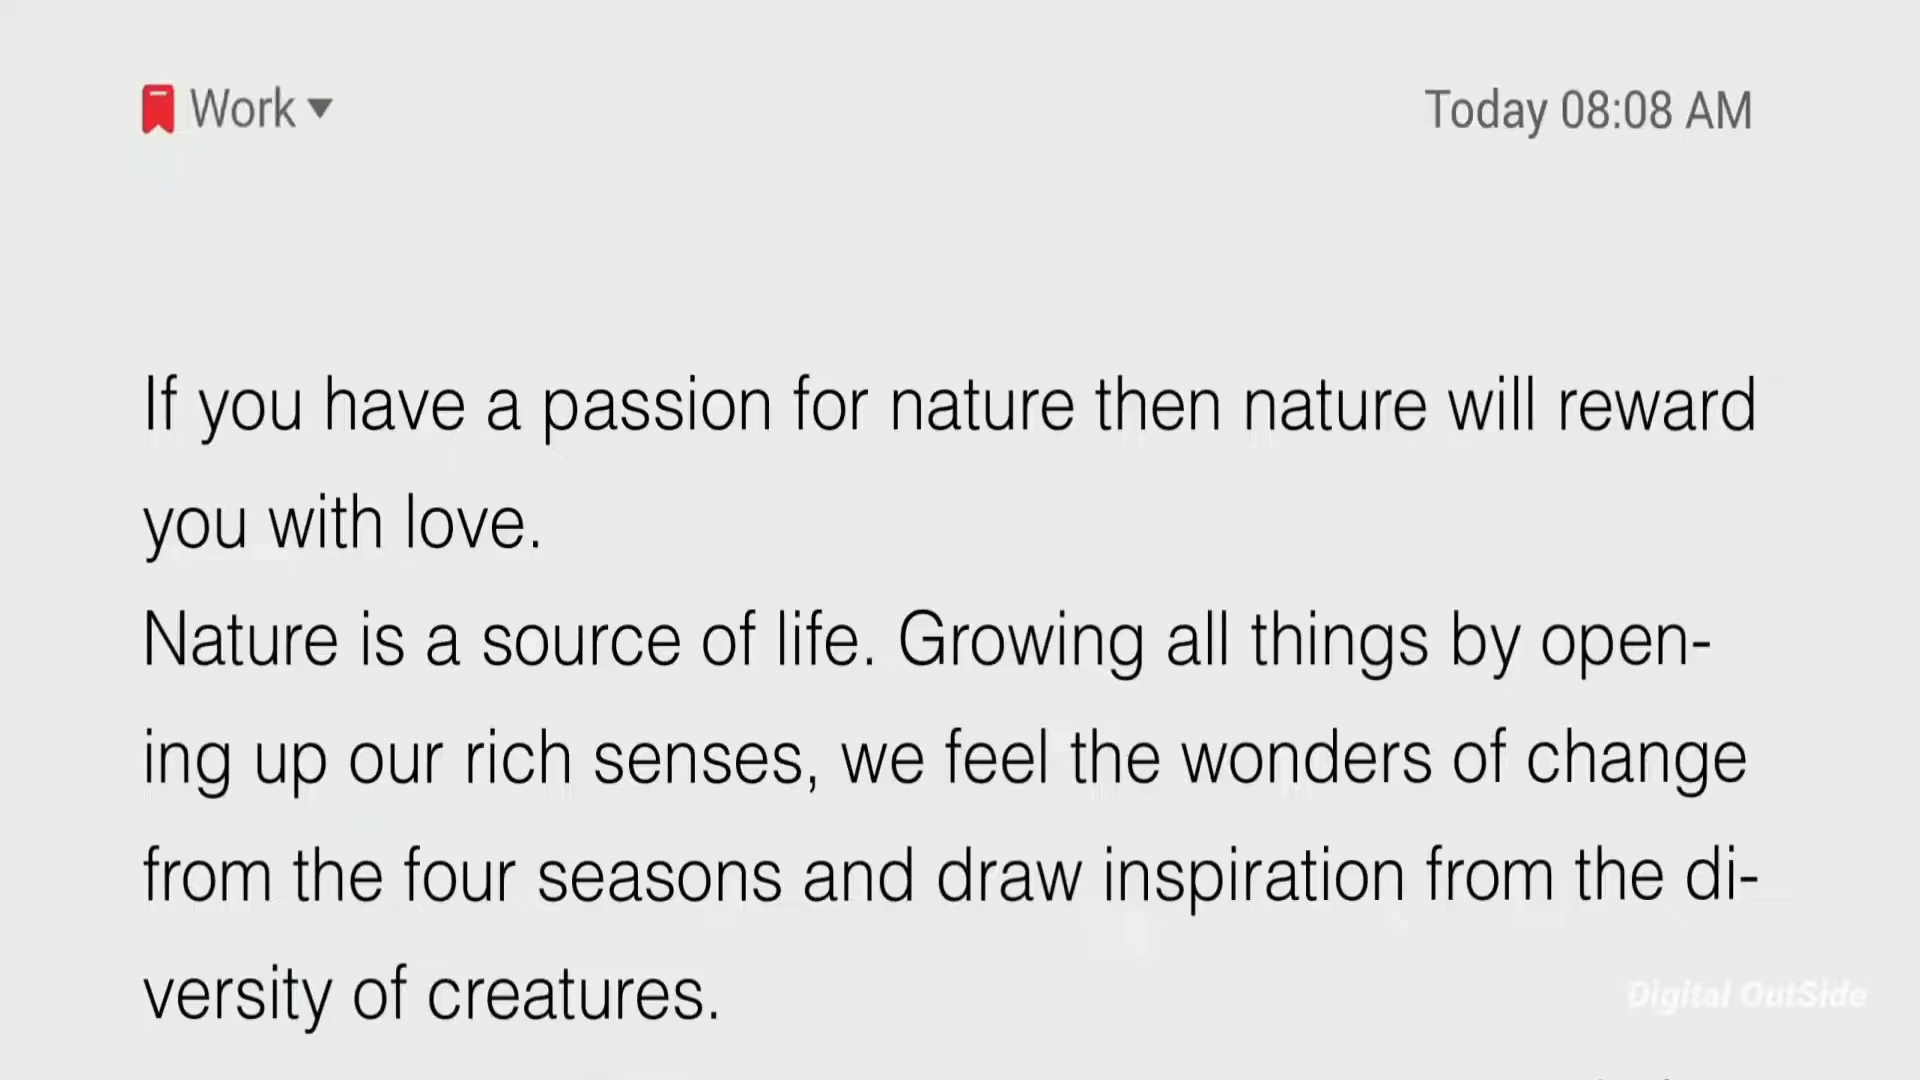 Work
Today 08:08 AM
If you have a passion for nature then nature will reward
you with love.
Nature is a source of life. Growing all things by open-
ing up our rich senses, we feel the wonders of change
from the four seasons and draw inspiration from the di-
versity of creatures.
Digital OutSide